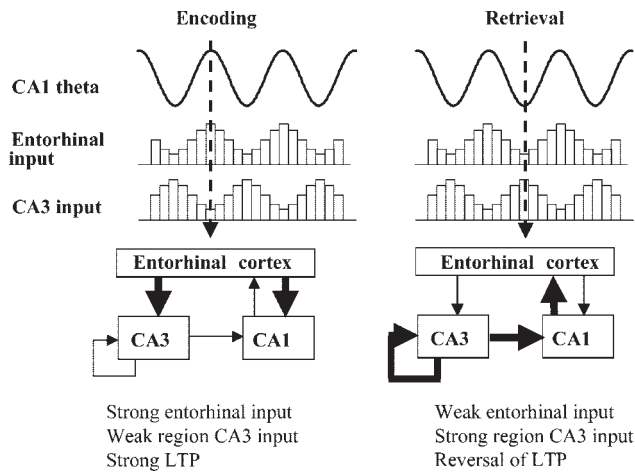 Encoding
Retrieval
CA1 theta
Entorhinal
input
CA3 input
Entorhinal cortex
CA3
CA1
Entorhinal cortex
CA3
CA1
Strong entorhinal input
Weak region CA3 input
Strong LTP
Weak entorhinal input
Strong region CA3 input
Reversal of LTP